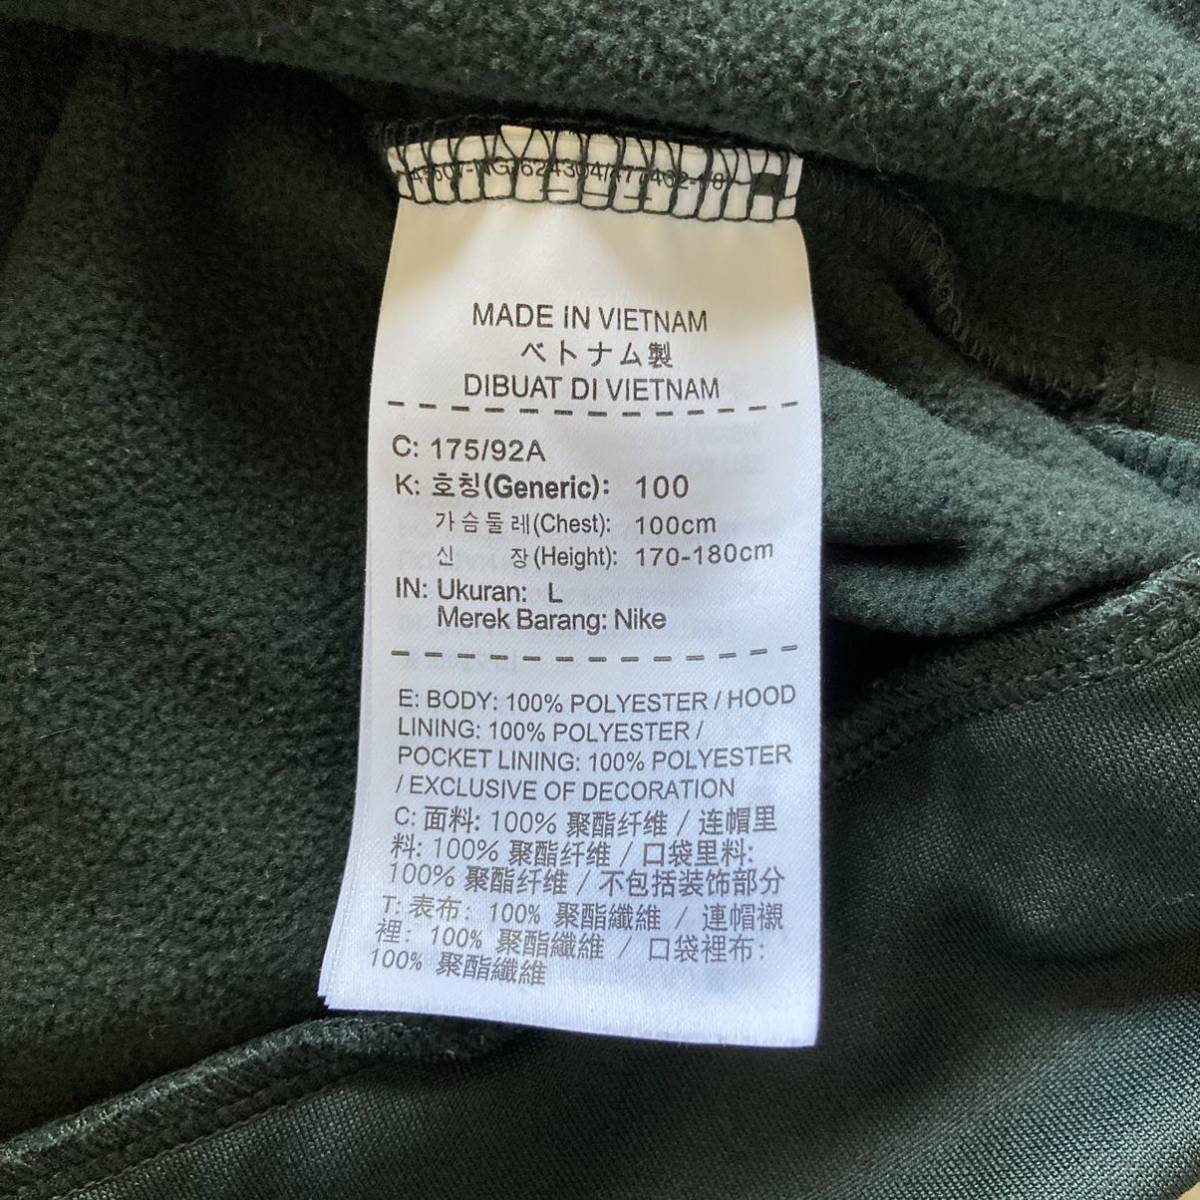 624304/477462-
MADE IN VIETNAM
ベトナム製
DIBUAT DI VIETNAM
C: 175/92A
K: 호칭(Generic): 100
가슴둘레(Chest): 100cm
신 장(Height): 170-180cm
IN: Ukuran: L
Merek Barang: Nike
E: BODY: 100% POLYESTER / HOOD
LINING: 100% POLYESTER /
POCKET LINING: 100% POLYESTER
/ EXCLUSIVE OF DECORATION
C: 面料: 100% 聚酯纤维 / 连帽里
料: 100% 聚酯纤维 / 口袋里料:
100% 聚酯纤维 / 不包括装饰部分
T: 表布: 100% 聚酯纖維 / 連帽襯
裡: 100% 聚酯纖維 / 口袋裡布:
100% 聚酯纖維